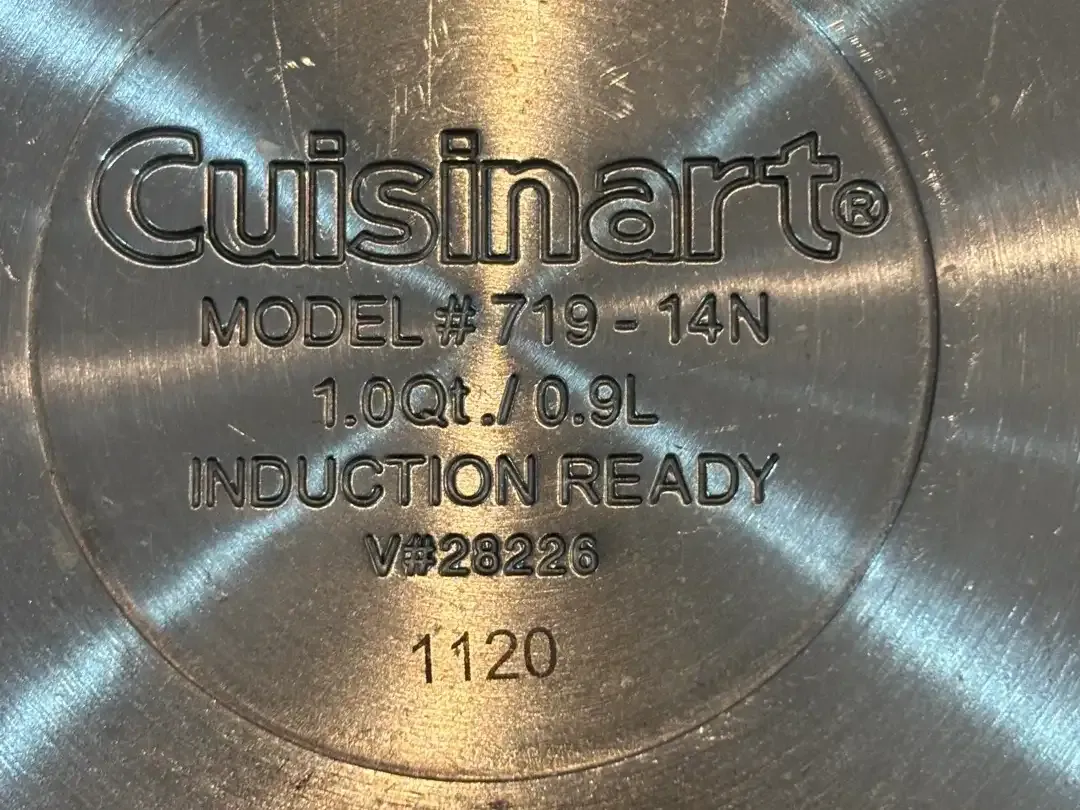 Cuisinart®
MODEL # 719 - 14N
1.0Qt./ 0.9L
INDUCTION READY
V#28226
1120